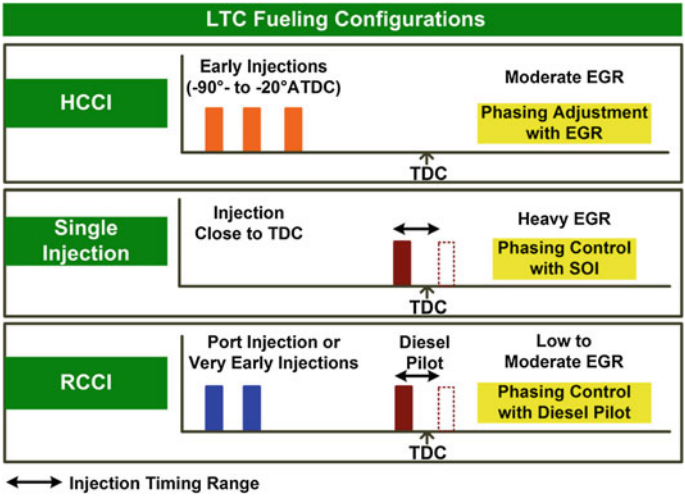 LTC Fueling Configurations
HCCI
Early Injections
(-90°- to -20°ATDC)
Moderate EGR
Phasing Adjustment
with EGR
TDC
Single
Injection
Injection
Close to TDC
Heavy EGR
Phasing Control
with SOI
TDC
RCCI
Port Injection or
Very Early Injections
Diesel
Pilot
Low to
Moderate EGR
Phasing Control
with Diesel Pilot
TDC
Injection Timing Range